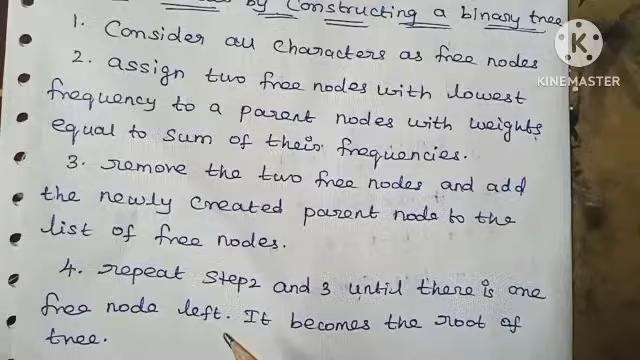 by Constructing a binary tree
1. Consider all characters as free nodes
2. assign two free nodes with lowest
frequency to a parent nodes with weights
equal to sum of their frequencies.
3. remove the two free nodes and add
the newly created parent node to the
list of free nodes.
4. repeat Step2 and 3 until there is one
free node left. It becomes the root of
tree.
KINEMASTER